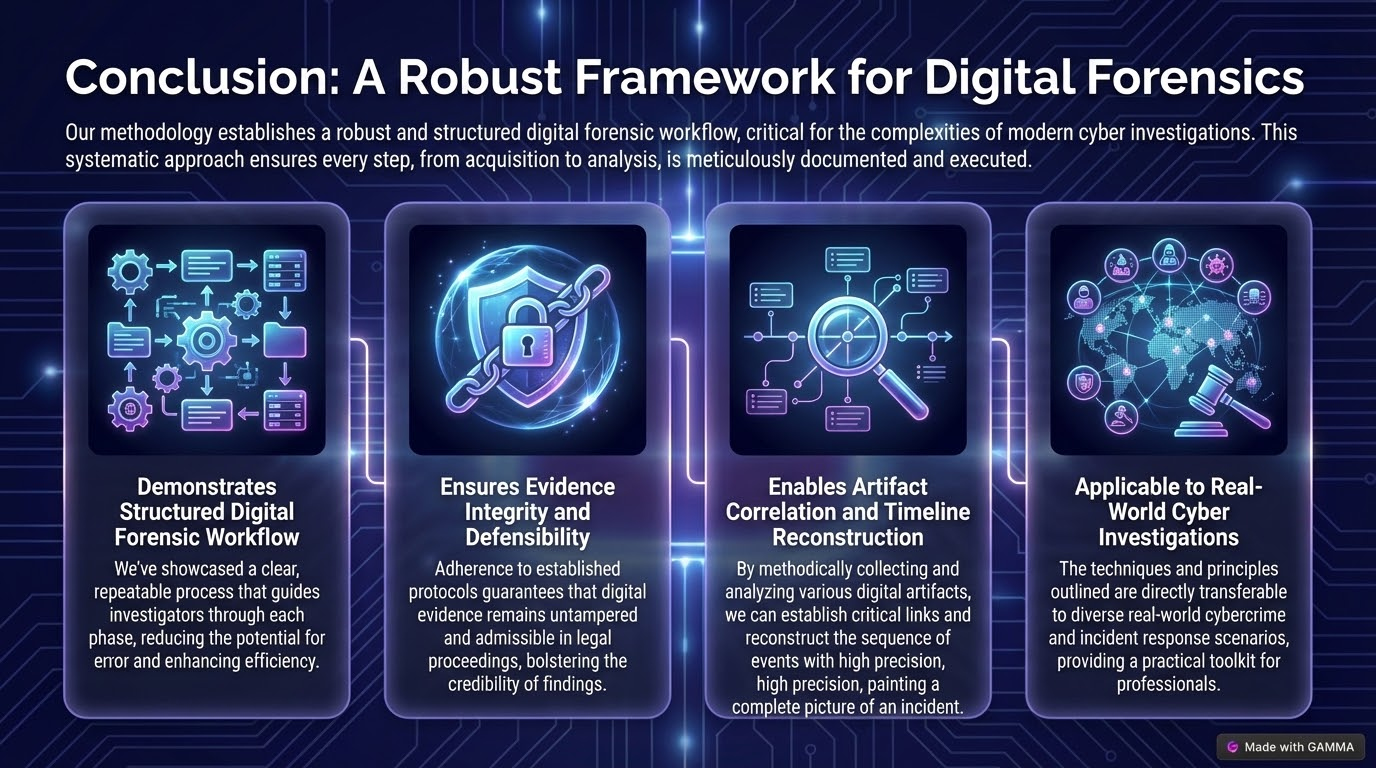 Conclusion: A Robust Framework for Digital Forensics
Our methodology establishes a robust and structured digital forensic workflow, critical for the complexities of modern cyber investigations. This
systematic approach ensures every step, from acquisition to analysis, is meticulously documented and executed.
Demonstrates
Structured Digital
Forensic Workflow
We've showcased a clear,
repeatable process that guides
investigators through each
phase, reducing the potential for
error and enhancing efficiency.
Ensures Evidence
Integrity and
Defensibility
Adherence to established
protocols guarantees that digital
evidence remains untampered
and admissible in legal
proceedings, bolstering the
credibility of findings.
Enables Artifact
Correlation and Timeline
Reconstruction
By methodically collecting and
analyzing various digital artifacts,
we can establish critical links and
reconstruct the sequence of
events with high precision,
high precision, painting a
complete picture of an incident.
Applicable to Real-
World Cyber
Investigations
The techniques and principles
outlined are directly transferable
to diverse real-world cybercrime
and incident response scenarios,
providing a practical toolkit for
professionals.
Made with GAMMA